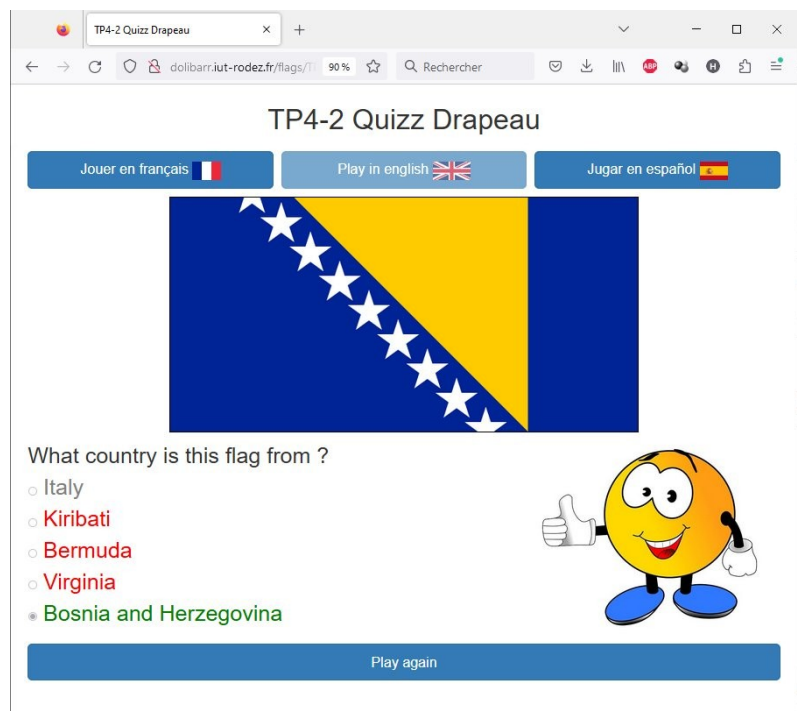 TP4-2 Quizz Drapeau
dolibarr.iut-rodez.fr/flags/T
90 %
Rechercher
ABP
H
TP4-2 Quizz Drapeau
Jouer en français
Play in english
Jugar en español
What country is this flag from ?
Italy
Kiribati
Bermuda
Virginia
Bosnia and Herzegovina
Play again